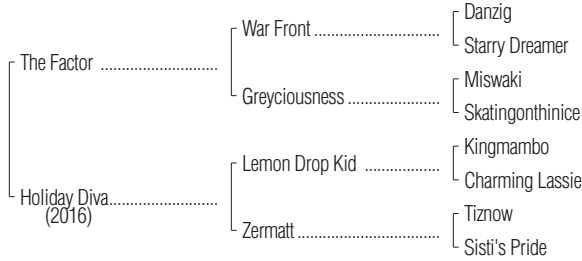 Danzig
War Front
Starry Dreamer
The Factor
Miswaki
Greyciousness
Skatingonthinice
Kingmambo
Lemon Drop Kid
Charming Lassie
Holiday Diva
(2016)
Tiznow
Zermatt
Sisti's Pride